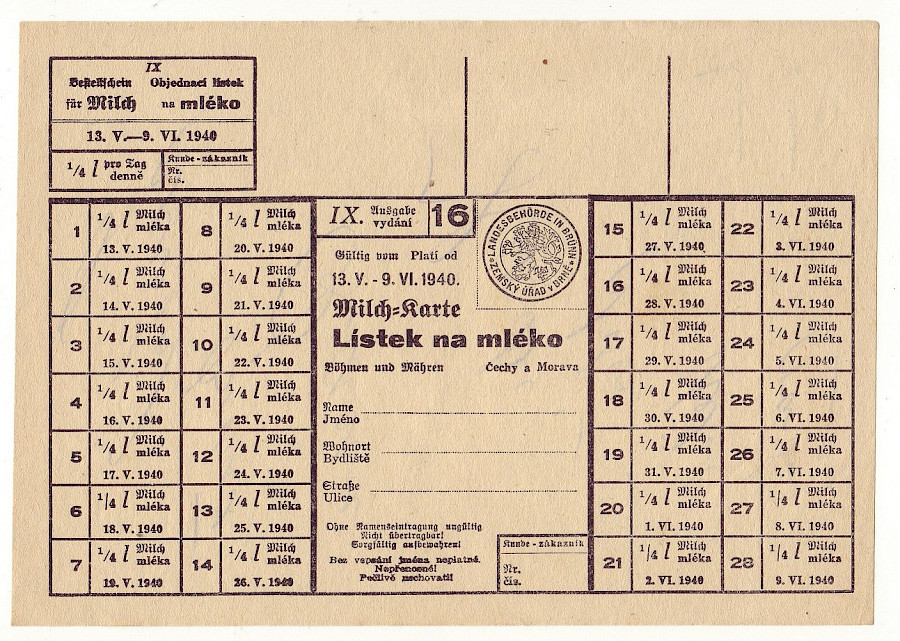 IX
Bestellschein Objednací lístek
für Milch na mléko
13. V.—9. VI. 1940
1/4 l pro Tag denně
Kunde - zákazník
Nr.
čís.
1 1/4 l Milch mléka 13. V. 1940
2 1/4 l Milch mléka 14. V. 1940
3 1/4 l Milch mléka 15. V. 1940
4 1/4 l Milch mléka 16. V. 1940
5 1/4 l Milch mléka 17. V. 1940
6 1/4 l Milch mléka 18. V. 1940
7 1/4 l Milch mléka 19. V. 1940
8 1/4 l Milch mléka 20. V. 1940
9 1/4 l Milch mléka 21. V. 1940
10 1/4 l Milch mléka 22. V. 1940
11 1/4 l Milch mléka 23. V. 1940
12 1/4 l Milch mléka 24. V. 1940
13 1/4 l Milch mléka 25. V. 1940
14 1/4 l Milch mléka 26. V. 1940
IX. Ausgabe vydání 16
LANDESBEHÖRDE IN BRÜNN
ZEMSKÝ ÚŘAD V BRNĚ
Gültig vom Platí od
13. V. - 9. VI. 1940.
Milch-Karte
Lístek na mléko
Böhmen und Mähren Čechy a Morava
Name
Jméno
Wohnort
Bydliště
Straße
Ulice
Ohne Namenseintragung ungültig
Nicht übertragbar!
Sorgfältig aufbewahren!
Bez vepsání jména neplatné.
Nepřenosné!
Pečlivě uschovati!
Kunde - zákazník
Nr.
čís.
15 1/4 l Milch mléka 27. V. 1940
16 1/4 l Milch mléka 28. V. 1940
17 1/4 l Milch mléka 29. V. 1940
18 1/4 l Milch mléka 30. V. 1940
19 1/4 l Milch mléka 31. V. 1940
20 1/4 l Milch mléka 1. VI. 1940
21 1/4 l Milch mléka 2. VI. 1940
22 1/4 l Milch mléka 3. VI. 1940
23 1/4 l Milch mléka 4. VI. 1940
24 1/4 l Milch mléka 5. VI. 1940
25 1/4 l Milch mléka 6. VI. 1940
26 1/4 l Milch mléka 7. VI. 1940
27 1/4 l Milch mléka 8. VI. 1940
28 1/4 l Milch mléka 9. VI. 1940